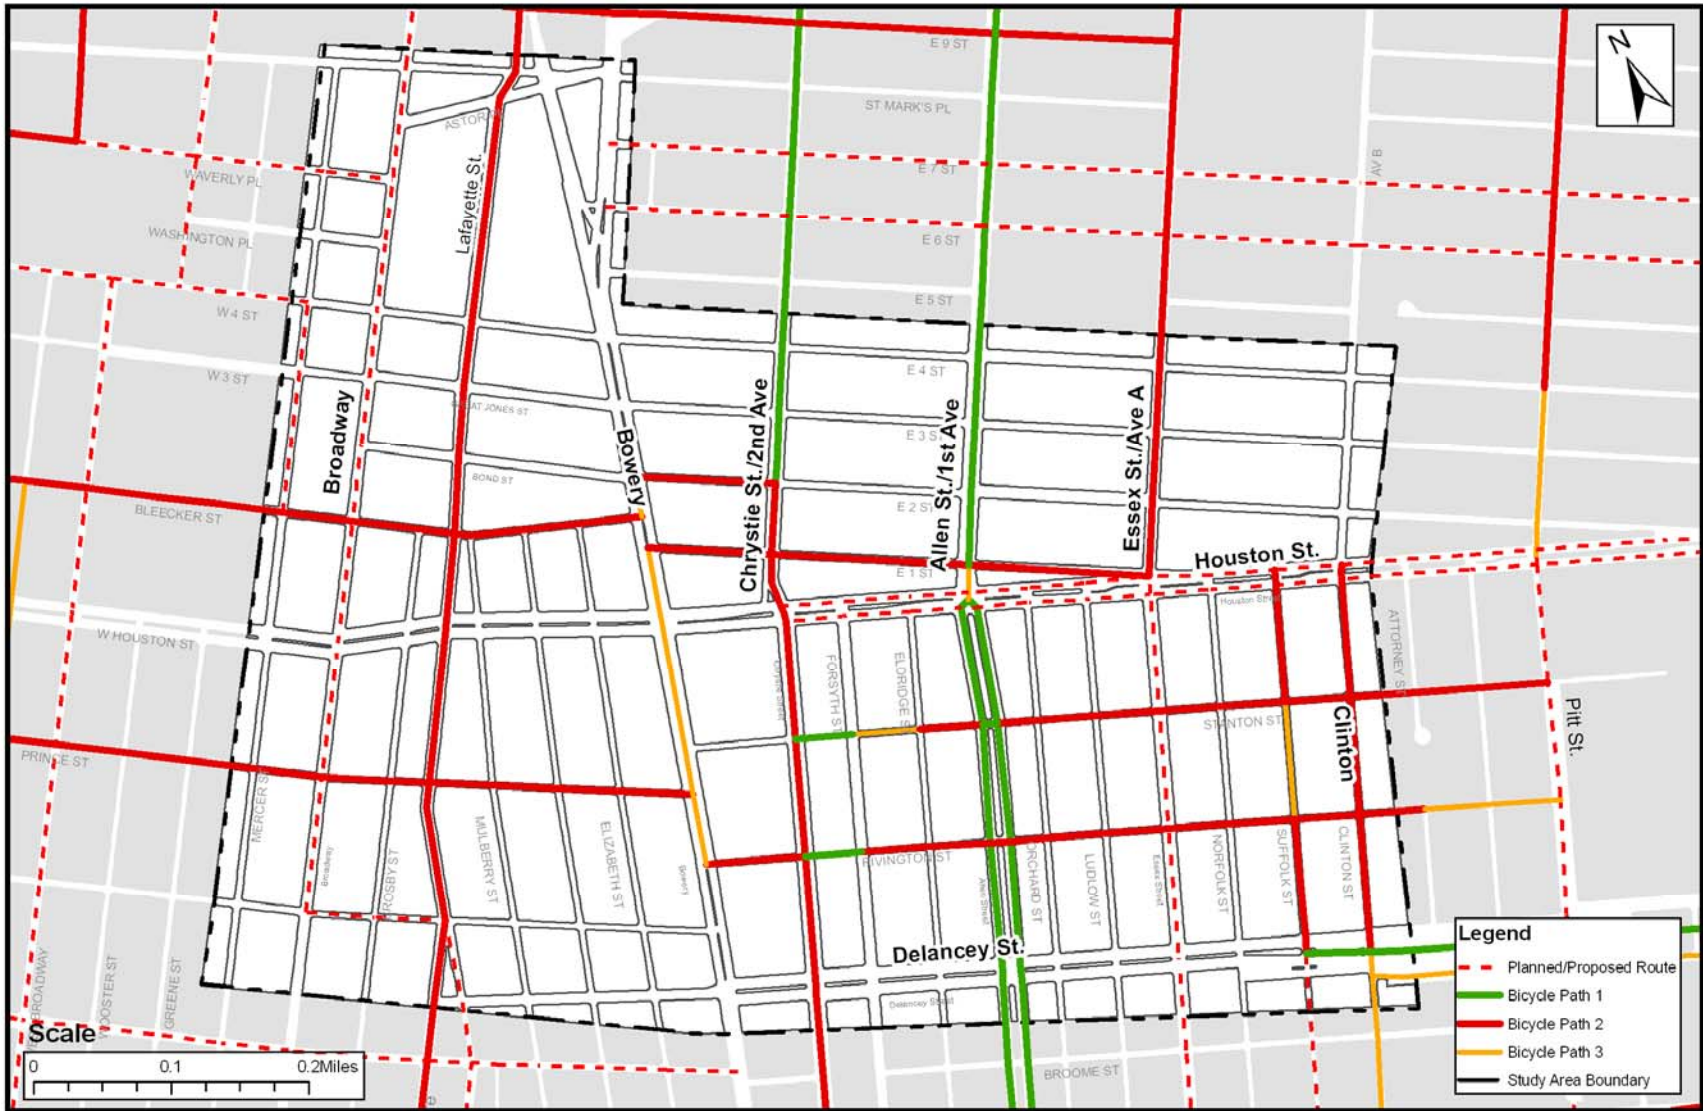 N
E 9 ST
ST MARK'S PL
E 7 ST
E 6 ST
E 5 ST
AV B
WAVERLY PL
WASHINGTON PL
W 4 ST
W 3 ST
Lafayette St.
E 4 ST
E 3 ST
E 2 ST
E 1 ST
Broadway
BOND ST
Bowery
Chrystie St./2nd Ave
Allen St./1st Ave
Essex St./Ave A
Houston St.
Houston Street
BLEECKER ST
W HOUSTON ST
PRINCE ST
MERCER ST
Broadway
CROSBY ST
MULBERRY ST
ELIZABETH ST
Bowery
Chrystie Street
FORSYTH ST
ELDRIDGE ST
Allen Street
ORCHARD ST
LUDLOW ST
Essex Street
NORFOLK ST
SUFFOLK ST
CLINTON ST
Clinton
ATTORNEY ST
Pitt St.
STANTON ST
RIVINGTON ST
Delancey St.
Delancey Street
BROOME ST
BROADWAY
WOOSTER ST
GREENE ST
Scale
0 0.1 0.2Miles
Legend
Planned/Proposed Route
Bicycle Path 1
Bicycle Path 2
Bicycle Path 3
Study Area Boundary